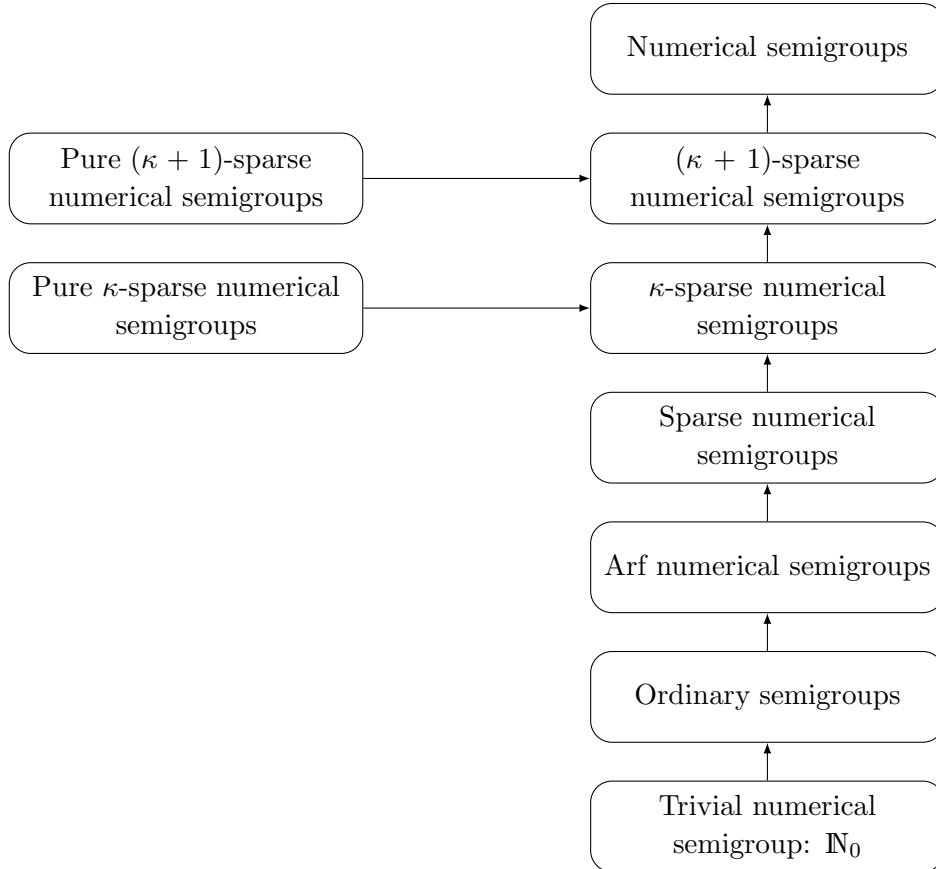 Numerical semigroups
Pure (κ + 1)-sparse
numerical semigroups
(κ + 1)-sparse
numerical semigroups
Pure κ-sparse numerical
semigroups
κ-sparse numerical
semigroups
Sparse numerical
semigroups
Arf numerical semigroups
Ordinary semigroups
Trivial numerical
semigroup: ℕ₀